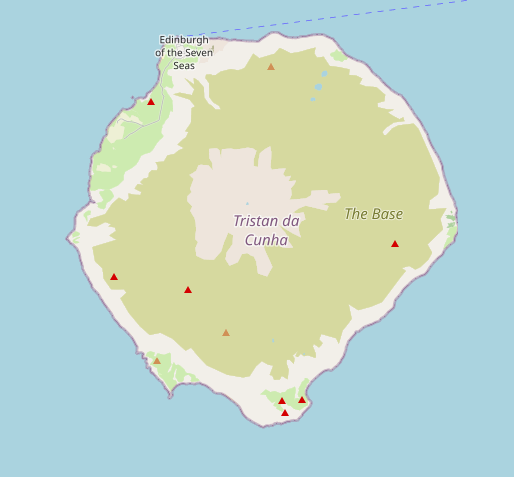 Edinburgh
of the Seven
Seas
The Base
Tristan da
Cunha